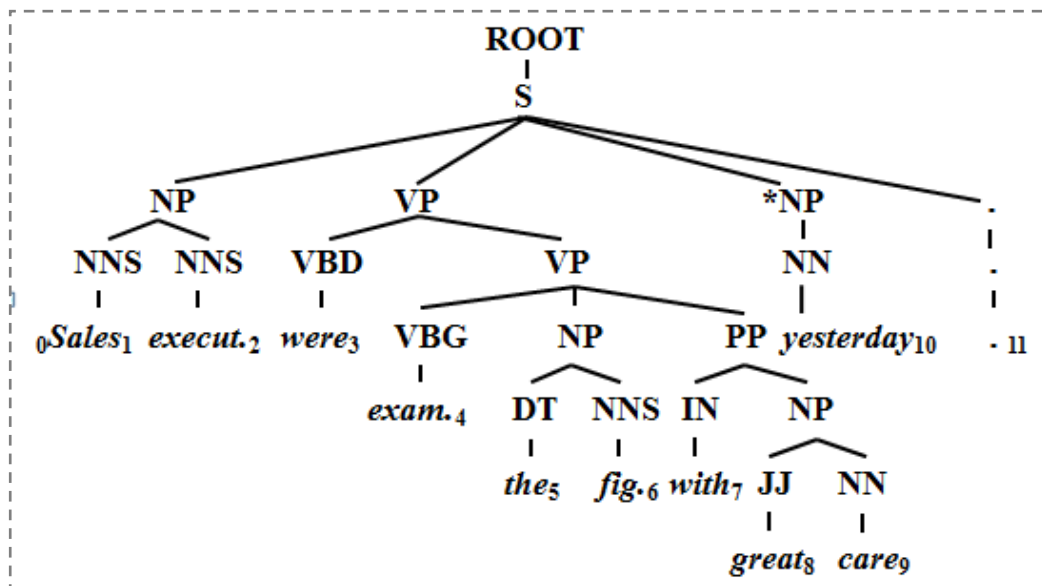 ROOT
S
NP VP *NP .
NNS NNS VBD VP NN .
0Sales1 execut.2 were3 VBG NP PP yesterday10 . 11
exam.4 DT NNS IN NP
the5 fig.6 with7 JJ NN
great8 care9